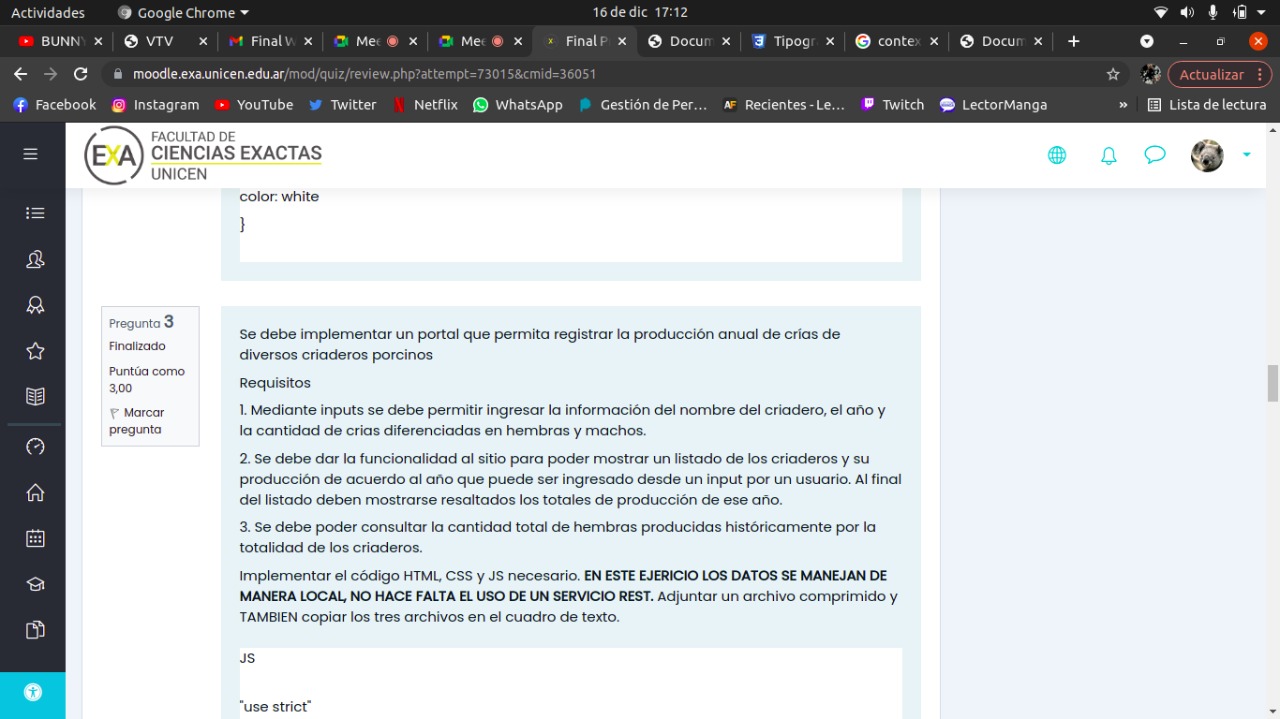 Actividades
Google Chrome
16 de dic 17:12
BUNN
VTV
Final W
Mee
Mee
Final P
Docum
Tipogr
contex
Docum
moodle.exa.unicen.edu.ar/mod/quiz/review.php?attempt=73015&cmid=36051
Actualizar
Facebook
Instagram
YouTube
Twitter
Netflix
WhatsApp
Gestión de Per...
Recientes - Le...
Twitch
LectorManga
»
Lista de lectura
EXA
FACULTAD DE
CIENCIAS EXACTAS
UNICEN
color: white
}
Pregunta 3
Finalizado
Puntúa como
3,00
Marcar
pregunta
Se debe implementar un portal que permita registrar la producción anual de crías de
diversos criaderos porcinos
Requisitos
1. Mediante inputs se debe permitir ingresar la información del nombre del criadero, el año y
la cantidad de crias diferenciadas en hembras y machos.
2. Se debe dar la funcionalidad al sitio para poder mostrar un listado de los criaderos y su
producción de acuerdo al año que puede ser ingresado desde un input por un usuario. Al final
del listado deben mostrarse resaltados los totales de producción de ese año.
3. Se debe poder consultar la cantidad total de hembras producidas históricamente por la
totalidad de los criaderos.
Implementar el código HTML, CSS y JS necesario. EN ESTE EJERICIO LOS DATOS SE MANEJAN DE
MANERA LOCAL, NO HACE FALTA EL USO DE UN SERVICIO REST. Adjuntar un archivo comprimido y
TAMBIEN copiar los tres archivos en el cuadro de texto.
JS
"use strict"